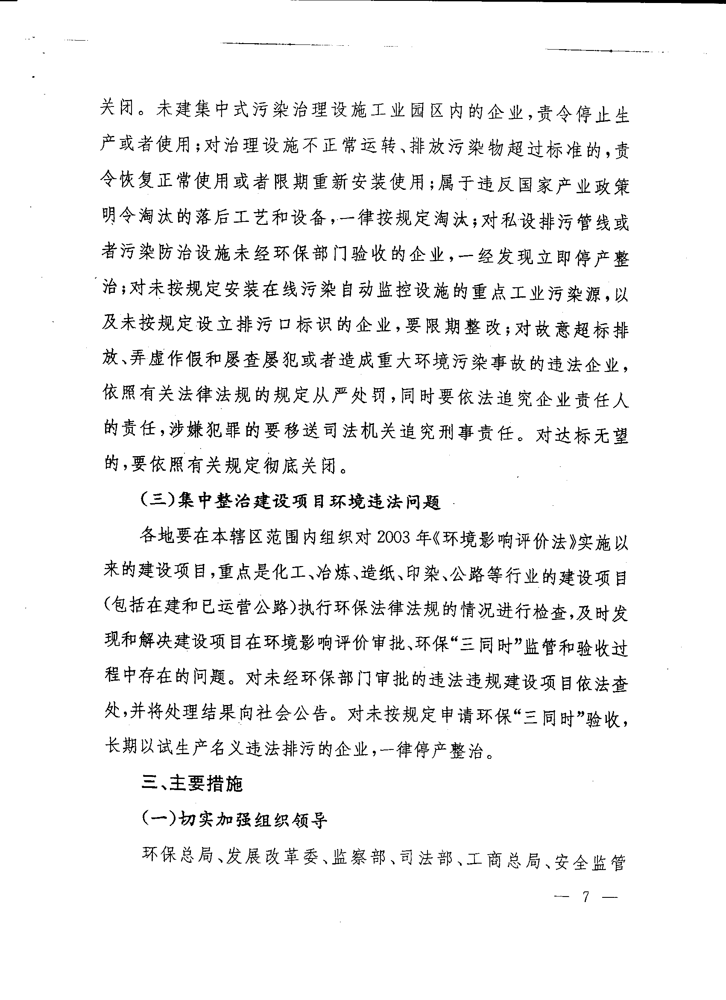 关闭。未建集中式污染治理设施工业园区内的企业,责令停止生
产或者使用;对治理设施不正常运转、排放污染物超过标准的,责
令恢复正常使用或者限期重新安装使用;属于违反国家产业政策
明令淘汰的落后工艺和设备,一律按规定淘汰;对私设排污管线或
者污染防治设施未经环保部门验收的企业,一经发现立即停产整
治;对未按规定安装在线污染自动监控设施的重点工业污染源,以
及未按规定设立排污口标识的企业,要限期整改;对故意超标排
放、弄虚作假和屡查屡犯或者造成重大环境污染事故的违法企业,
依照有关法律法规的规定从严处罚,同时要依法追究企业责任人
的责任,涉嫌犯罪的要移送司法机关追究刑事责任。对达标无望
的,要依照有关规定彻底关闭。
(三)集中整治建设项目环境违法问题
各地要在本辖区范围内组织对2003年《环境影响评价法》实施以
来的建设项目,重点是化工、冶炼、造纸、印染、公路等行业的建设项目
(包括在建和已运营公路)执行环保法律法规的情况进行检查,及时发
现和解决建设项目在环境影响评价审批、环保“三同时”监管和验收过
程中存在的问题。对未经环保部门审批的违法违规建设项目依法查
处,并将处理结果向社会公告。对未按规定申请环保“三同时”验收,
长期以试生产名义违法排污的企业,一律停产整治。
三、主要措施
(一)切实加强组织领导
环保总局、发展改革委、监察部、司法部、工商总局、安全监管
— 7 —